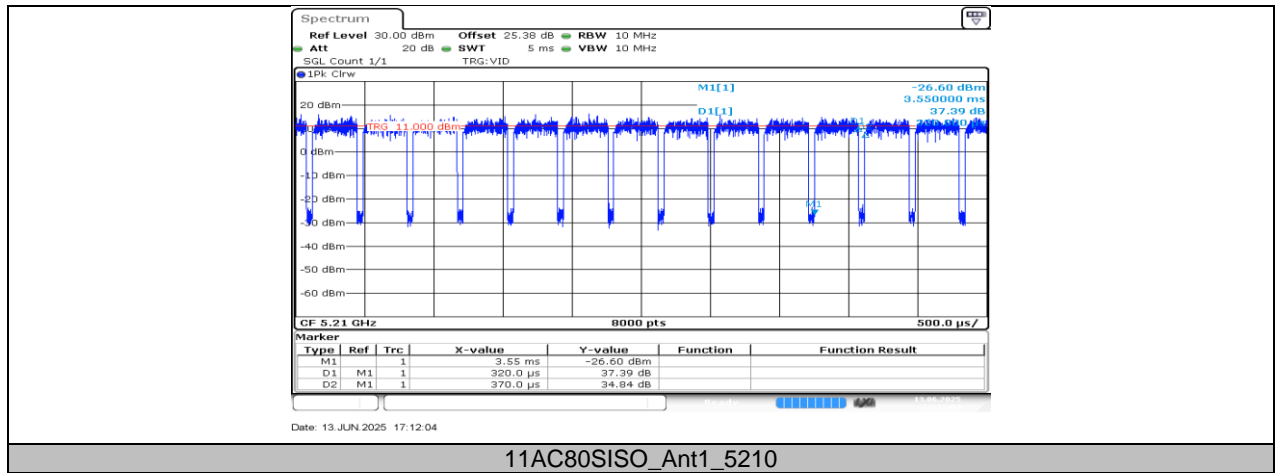 Spectrum
Ref Level 30.00 dBm Offset 25.38 dB RBW 10 MHz
Att 20 dB SWT 5 ms VBW 10 MHz
SGL Count 1/1 TRG:VID
1Pk Clrw
M1[1] -26.60 dBm
3.550000 ms
20 dBm
D1[1] 37.39 dB
TRG 11.000 dBm
D1
0 dBm
-10 dBm
-20 dBm
M1
-30 dBm
-40 dBm
-50 dBm
-60 dBm
CF 5.21 GHz 8000 pts 500.0 µs/
Marker
Type Ref Trc X-value Y-value Function Function Result
M1 1 3.55 ms -26.60 dBm
D1 M1 1 320.0 µs 37.39 dB
D2 M1 1 370.0 µs 34.84 dB
Ready 13.06.2025
Date: 13.JUN.2025 17:12:04
11AC80SISO_Ant1_5210